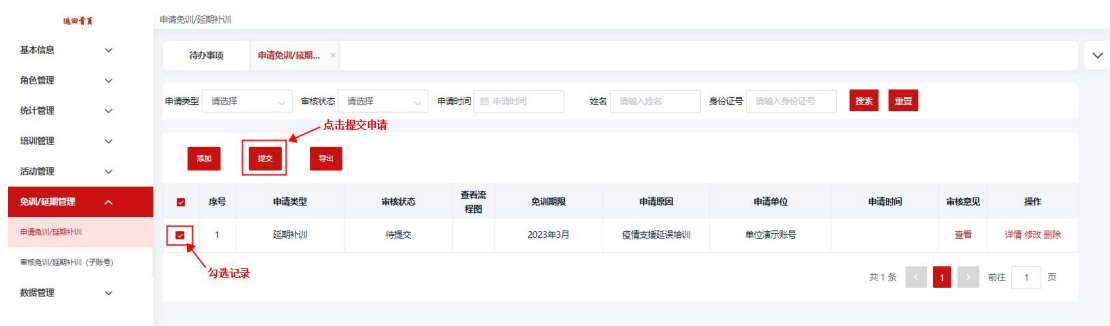 返回首页
申请免训/延期补训
基本信息
待办事项 申请免训/延期... ×
角色管理
申请类型 请选择 审核状态 请选择 申请时间 申请时间 姓名 请输入姓名 身份证号 请输入身份证号 搜索 重置
统计管理
点击提交申请
培训管理
添加 提交 导出
活动管理
免训/延期管理
序号 申请类型 审核状态 查看流程图 免训期限 申请原因 申请单位 申请时间 审核意见 操作
申请免训/延期补训
1 延期补训 待提交 2023年3月 疫情支援延误培训 单位演示账号 查看 详情 修改 删除
审核免训/延期补训 (子账号)
勾选记录
共 1 条 < 1 > 前往 1 页
数据管理